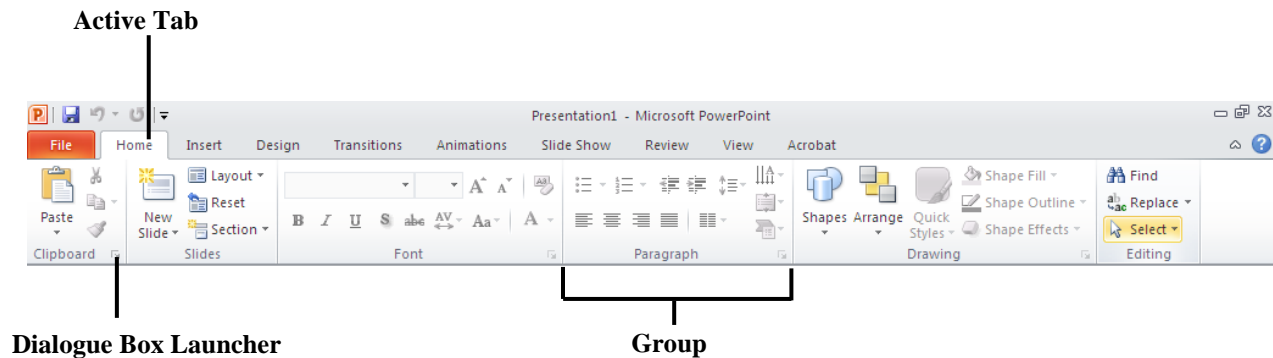 Active Tab
Presentation1 - Microsoft PowerPoint
File Home Insert Design Transitions Animations Slide Show Review View Acrobat
Paste
New
Slide
Layout
Reset
Section
B I U S abc AV Aa A
A A
Shapes Arrange Quick
Styles
Shape Fill
Shape Outline
Shape Effects
Find
Replace
Select
Clipboard Slides Font Paragraph Drawing Editing
Dialogue Box Launcher
Group